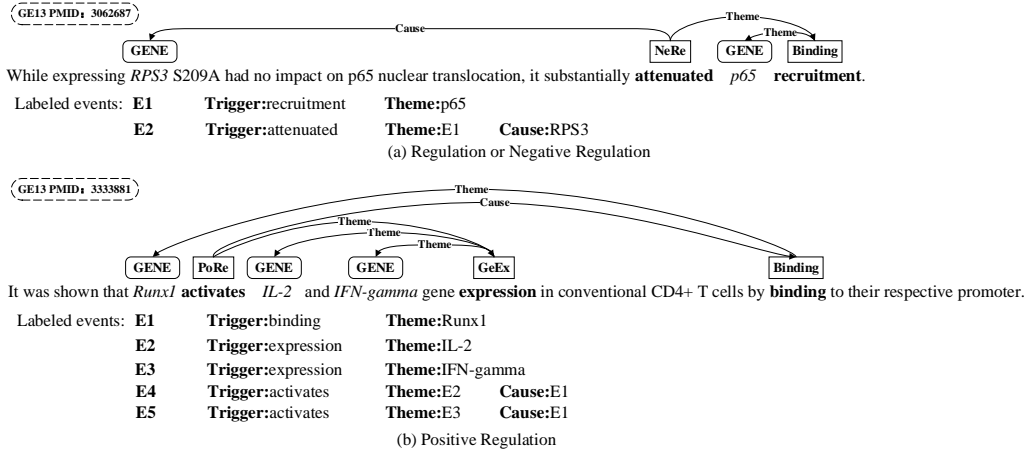 GE13 PMID: 3062687
Cause
Theme
Theme
GENE NeRe GENE Binding
While expressing RPS3 S209A had no impact on p65 nuclear translocation, it substantially attenuated p65 recruitment.
Labeled events: E1 Trigger:recruitment Theme:p65
E2 Trigger:attenuated Theme:E1 Cause:RPS3
(a) Regulation or Negative Regulation
GE13 PMID: 3333881
Theme
Cause
Theme
Theme
Theme
GENE PoRe GENE GENE GeEx Binding
It was shown that Runx1 activates IL-2 and IFN-gamma gene expression in conventional CD4+ T cells by binding to their respective promoter.
Labeled events: E1 Trigger:binding Theme:Runx1
E2 Trigger:expression Theme:IL-2
E3 Trigger:expression Theme:IFN-gamma
E4 Trigger:activates Theme:E2 Cause:E1
E5 Trigger:activates Theme:E3 Cause:E1
(b) Positive Regulation